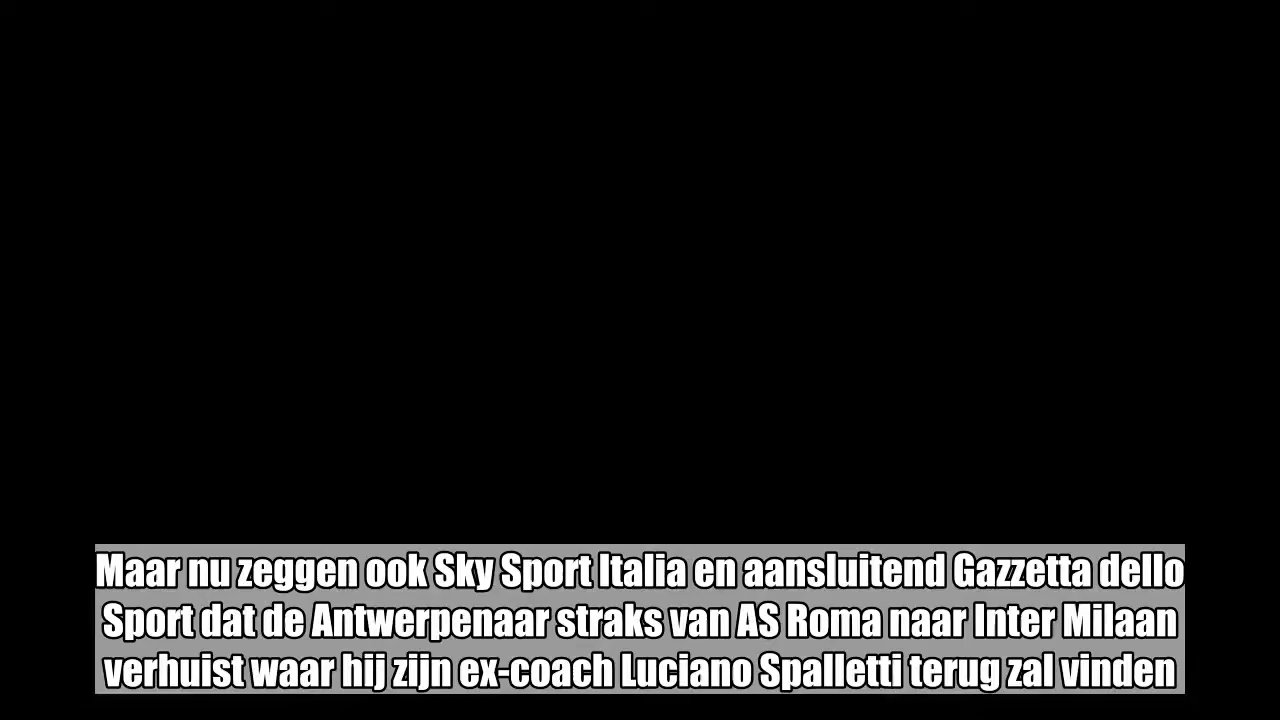 Maar nu zeggen ook Sky Sport Italia en aansluitend Gazzetta dello
Sport dat de Antwerpenaar straks van AS Roma naar Inter Milaan
verhuist waar hij zijn ex-coach Luciano Spalletti terug zal vinden